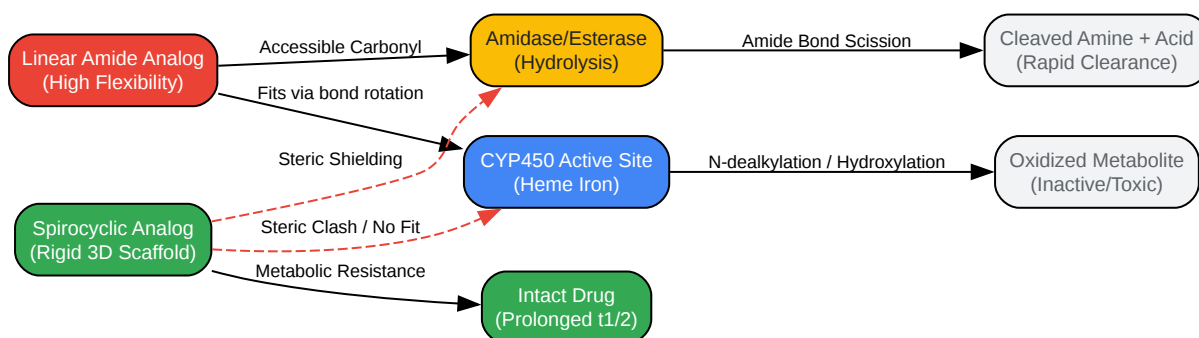 Linear Amide Analog
(High Flexibility)
Accessible Carbonyl
Fits via bond rotation
Amidase/Esterase
(Hydrolysis)
Amide Bond Scission
Cleaved Amine + Acid
(Rapid Clearance)
Steric Shielding
CYP450 Active Site
(Heme Iron)
N-dealkylation / Hydroxylation
Oxidized Metabolite
(Inactive/Toxic)
Spirocyclic Analog
(Rigid 3D Scaffold)
Steric Clash / No Fit
Metabolic Resistance
Intact Drug
(Prolonged t1/2)